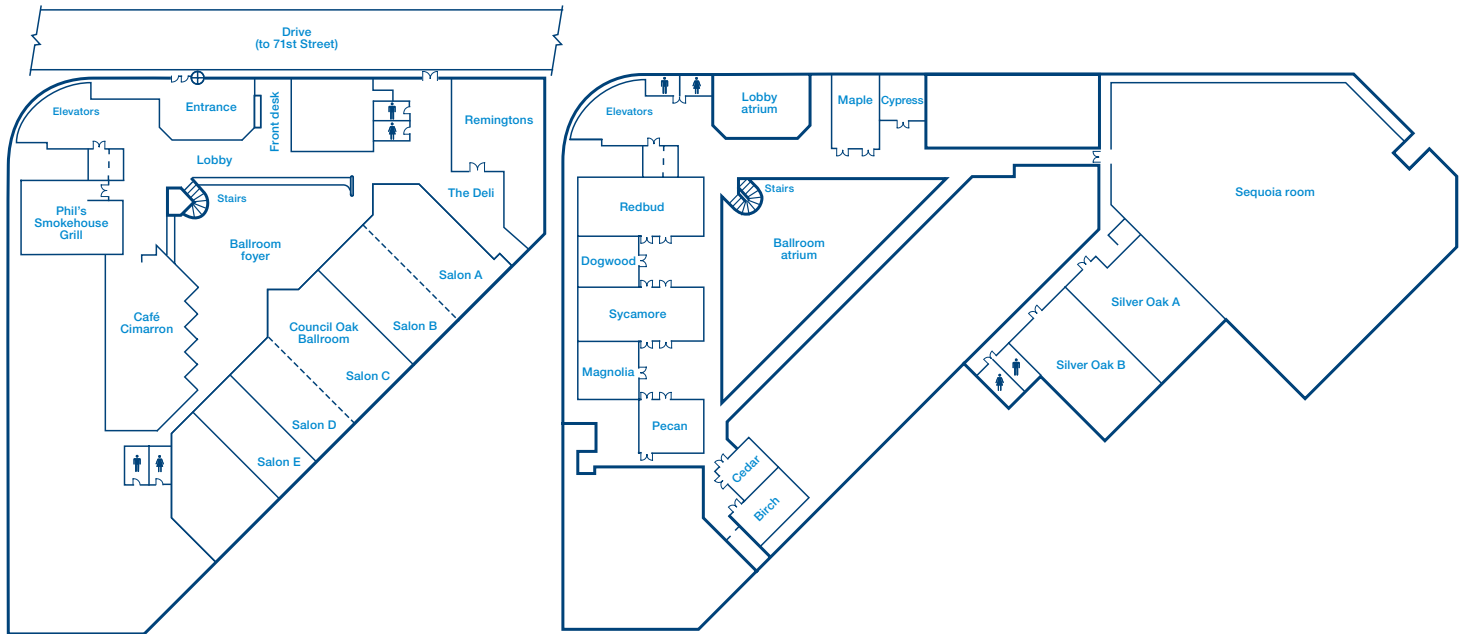 Drive
(to 71st Street)
Elevators
Entrance
Front desk
Remingtons
Lobby
Stairs
The Deli
Phil's
Smokehouse
Grill
Ballroom
foyer
Salon A
Café
Cimarron
Council Oak
Ballroom
Salon B
Salon C
Salon D
Salon E
Elevators
Lobby
atrium
Maple
Cypress
Stairs
Sequoia room
Redbud
Ballroom
atrium
Dogwood
Sycamore
Silver Oak A
Magnolia
Silver Oak B
Pecan
Cedar
Birch